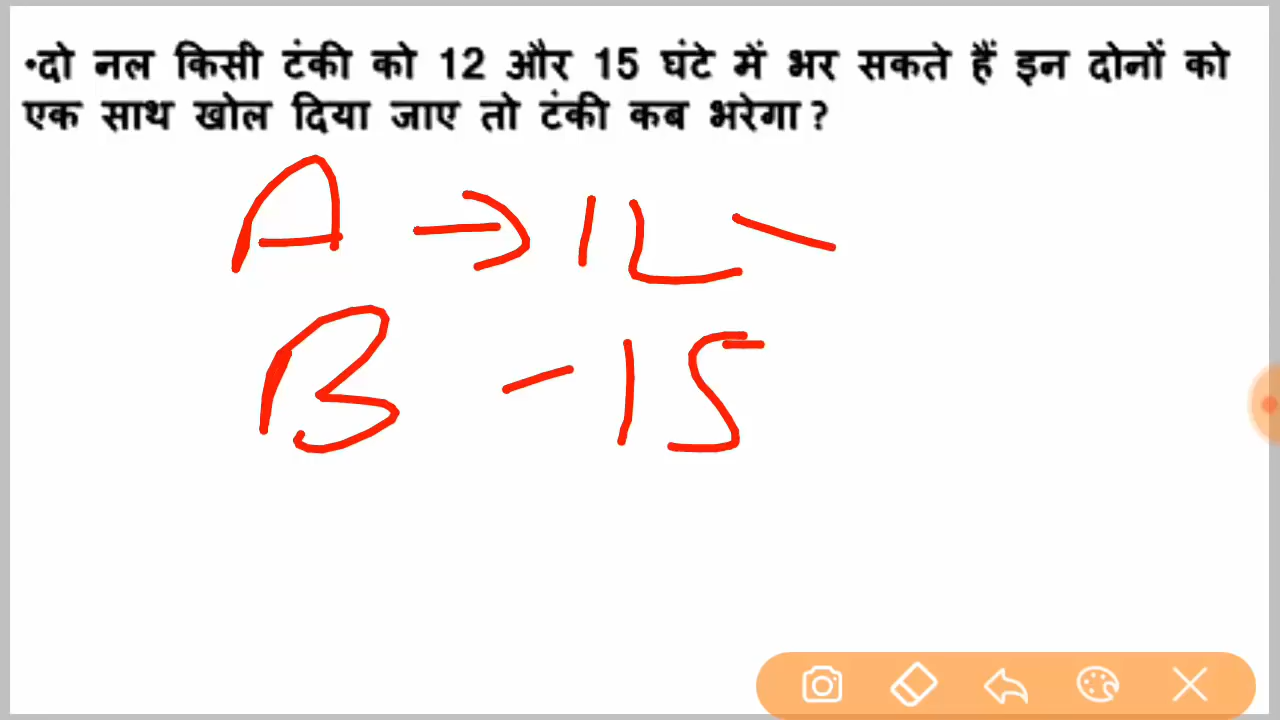 •दो नल किसी टंकी को 12 और 15 घंटे में भर सकते हैं इन दोनों को
एक साथ खोल दिया जाए तो टंकी कब भरेगा ?
A → 12 -
B - 15